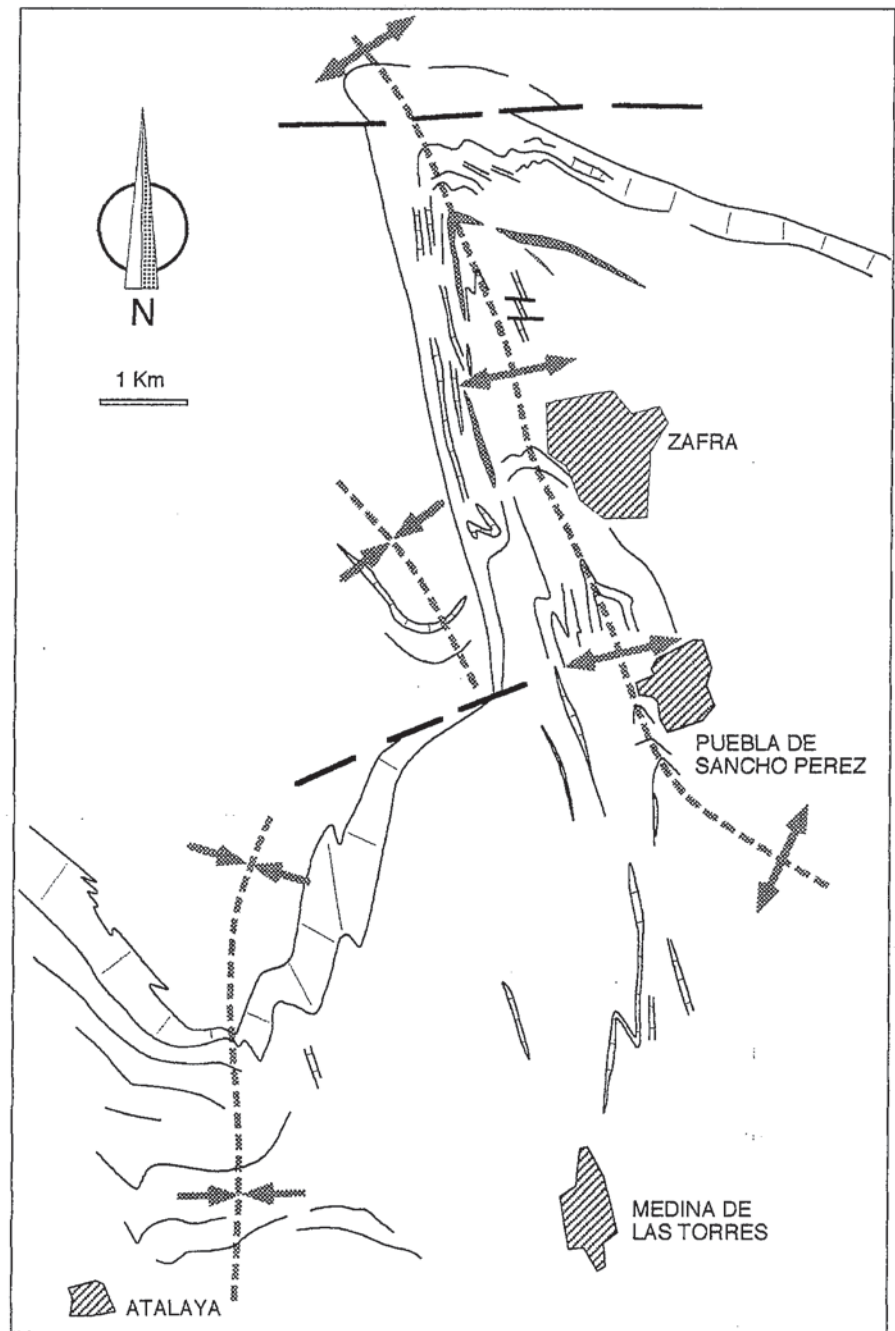 N
1 Km
ZAFRA
PUEBLA DE
SANCHO PEREZ
MEDINA DE
LAS TORRES
ATALAYA